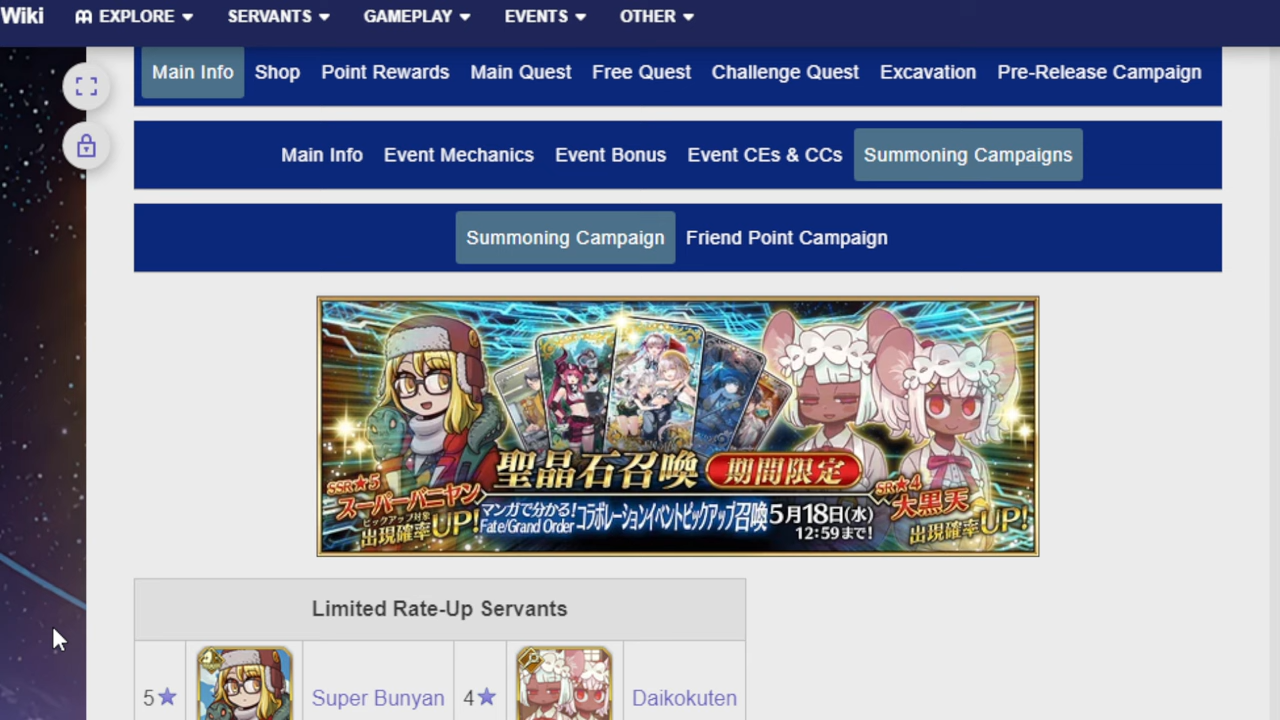 Wiki EXPLORE SERVANTS GAMEPLAY EVENTS OTHER
Main Info Shop Point Rewards Main Quest Free Quest Challenge Quest Excavation Pre-Release Campaign
Main Info Event Mechanics Event Bonus Event CEs & CCs Summoning Campaigns
Summoning Campaign Friend Point Campaign
聖晶石召喚 期間限定
SSR★5
スーパーバニヤン
ピックアップ対象
出現確率UP!
マンガで分かる!
Fate/Grand Order
コラボレーションイベントピックアップ召喚
5月18日(水)
12:59まで!
SR★4
大黒天
出現確率UP!
Limited Rate-Up Servants
5★ Super Bunyan 4★ Daikokuten